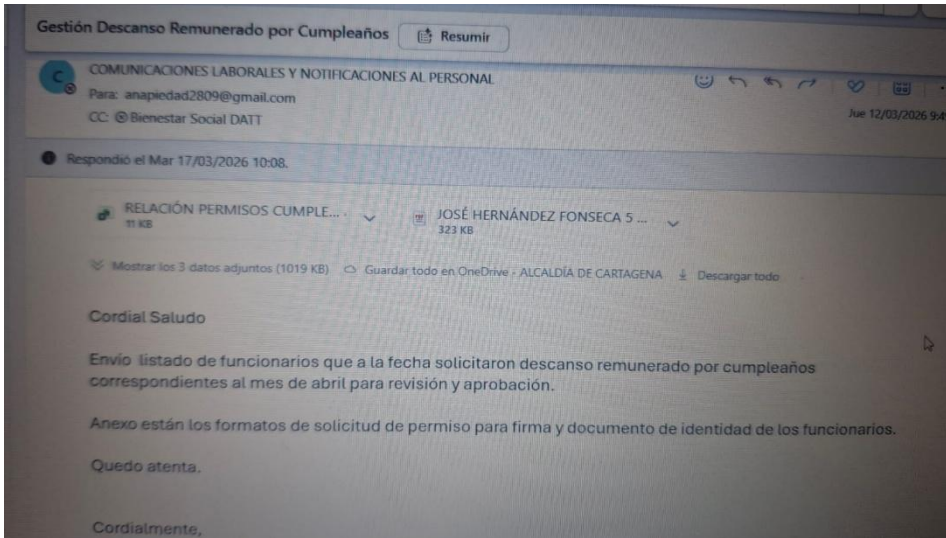 Gestión Descanso Remunerado por Cumpleaños
Resumir
C
COMUNICACIONES LABORALES Y NOTIFICACIONES AL PERSONAL
Para: anapiedad2809@gmail.com
CC: Bienestar Social DATT
Jue 12/03/2026 9:4
Respondió el Mar 17/03/2026 10:08.
RELACIÓN PERMISOS CUMPLE...
11 KB
JOSÉ HERNÁNDEZ FONSECA 5 ...
323 KB
Mostrar los 3 datos adjuntos (1019 KB) Guardar todo en OneDrive - ALCALDÍA DE CARTAGENA Descargar todo
Cordial Saludo
Envío listado de funcionarios que a la fecha solicitaron descanso remunerado por cumpleaños
correspondientes al mes de abril para revisión y aprobación.
Anexo están los formatos de solicitud de permiso para firma y documento de identidad de los funcionarios.
Quedo atenta.
Cordialmente,